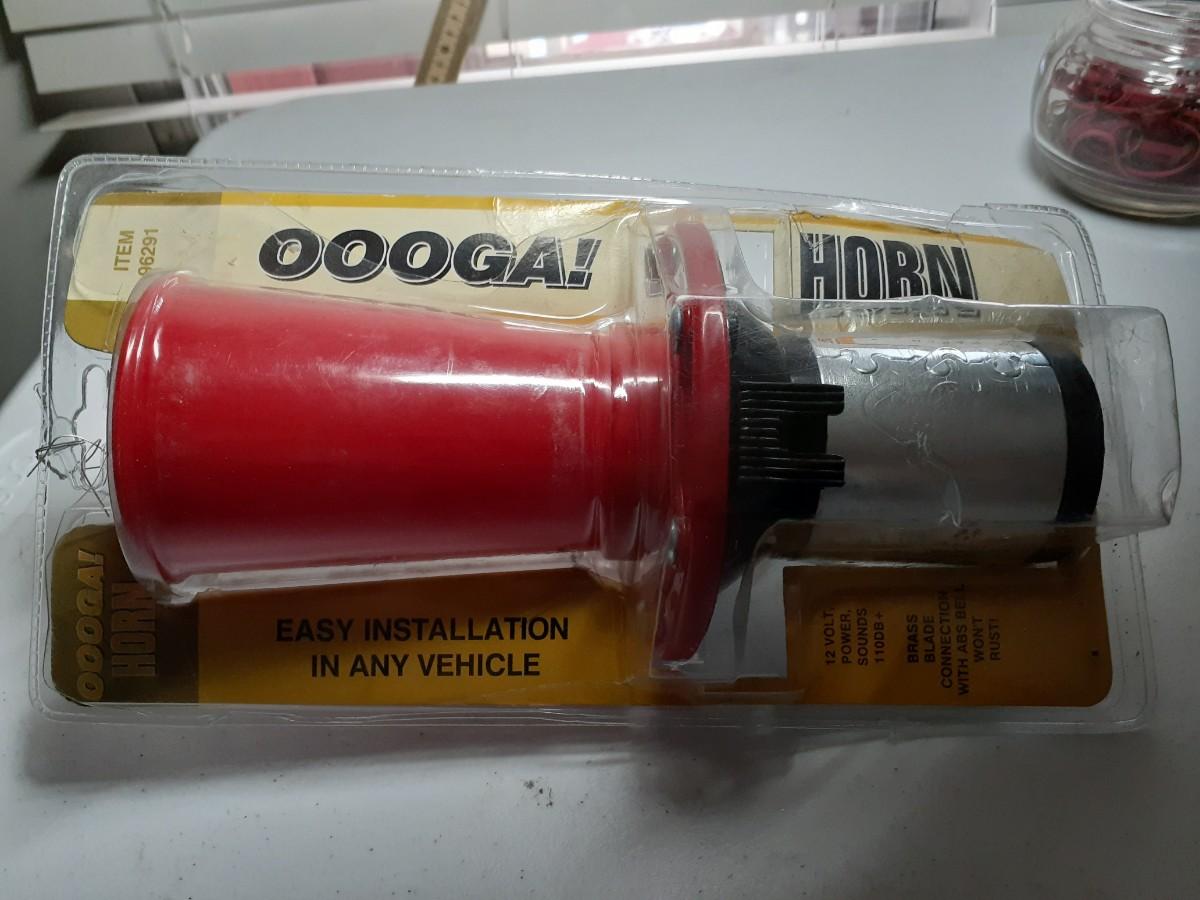 ITEM
96291
OOOGA!
HORN
OOOGA!
HORN
EASY INSTALLATION
IN ANY VEHICLE
12 VOLT,
POWER,
SOUNDS
110DB+
BRASS
BLADE
CONNECTION
WITH ABS BELL
WON'T
RUST!